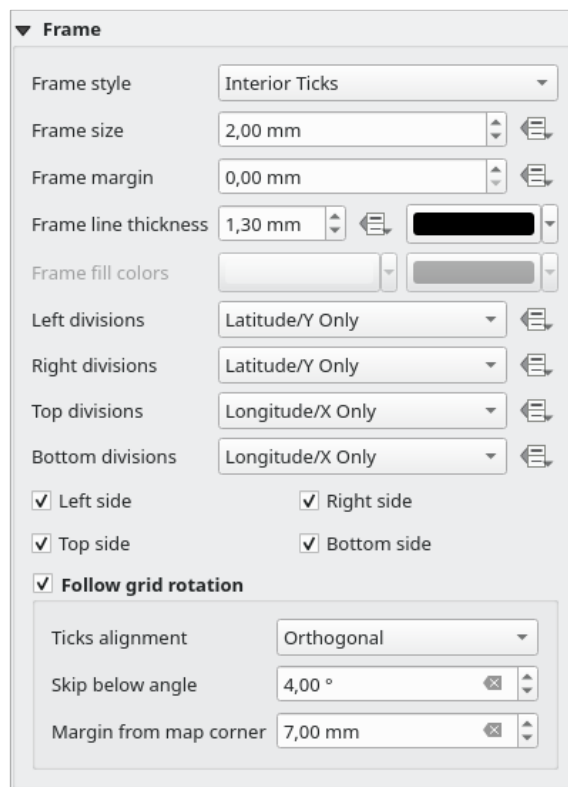 Frame
Frame style Interior Ticks
Frame size 2,00 mm
Frame margin 0,00 mm
Frame line thickness 1,30 mm
Frame fill colors
Left divisions Latitude/Y Only
Right divisions Latitude/Y Only
Top divisions Longitude/X Only
Bottom divisions Longitude/X Only
Left side Right side
Top side Bottom side
Follow grid rotation
Ticks alignment Orthogonal
Skip below angle 4,00 °
Margin from map corner 7,00 mm